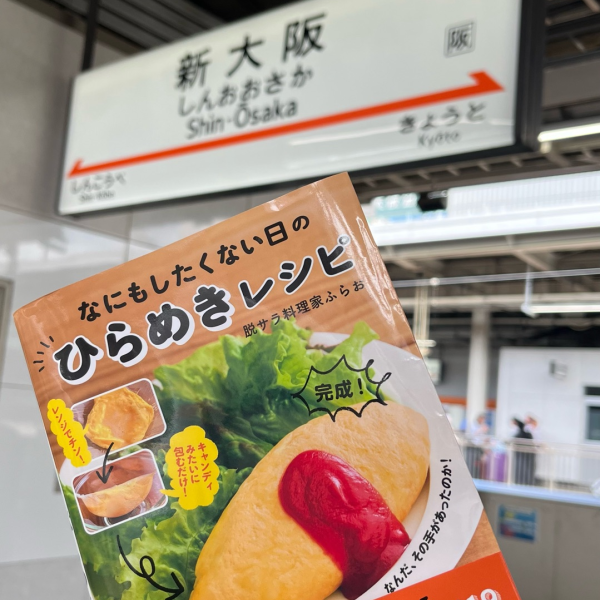 新大阪
阪
しんおおさか
Shin-Ōsaka
しんこうべ
きょうと
Kyōto
なにもしたくない日の
ひらめきレシピ
脱サラ料理家ふらお
完成!
レンジでチン!
キャンディ
みたいに
包むだけ!
なんだ、その手があったのか!